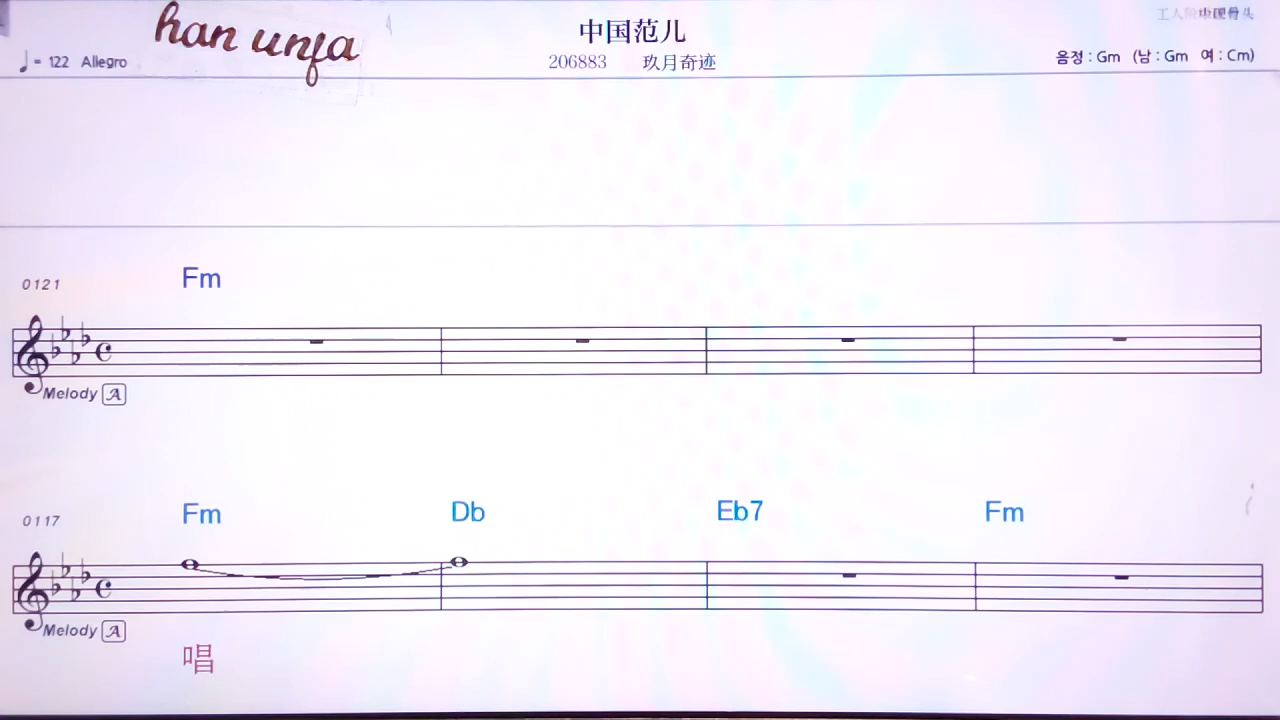 han unfa
中国范儿
♩= 122 Allegro
206883 玖月奇迹
음정 : Gm (남 : Gm 여 : Cm)
0121
Fm
Melody A
0117
Fm Db Eb7 Fm
Melody A
唱